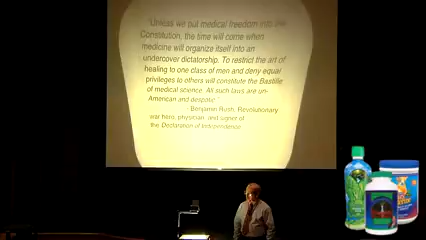 "Unless we put medical freedom into the
Constitution, the time will come when
medicine will organize itself into an
undercover dictatorship. To restrict the art of
healing to one class of men and deny equal
privileges to others will constitute the Bastille
of medical science. All such laws are un-
American and despotic."
- Benjamin Rush, Revolutionary
war hero, physician, and signer of
the Declaration of Independence